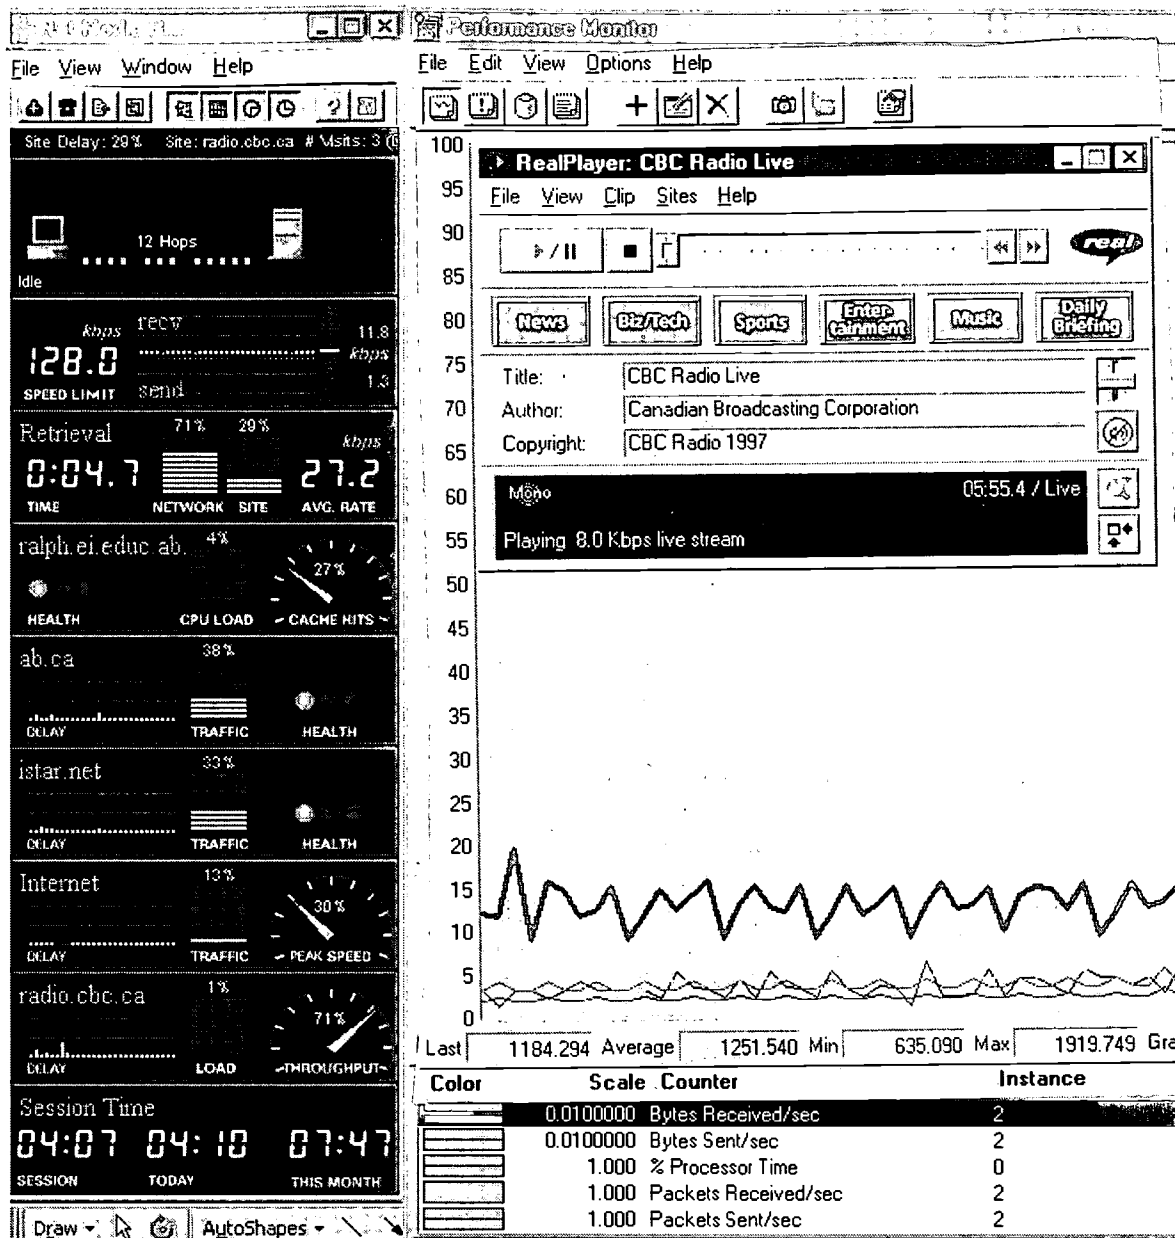 File View Window Help
Site Delay: 29% Site: radio.cbc.ca # Visits: 3
12 Hops
Idle
kbps recv 11.8
128.0 kbps
SPEED LIMIT send 1.3
Retrieval 71% 29% kbps
0:04.7 27.2
TIME NETWORK SITE AVG. RATE
ralph.ei.educ.ab. 4%
27%
HEALTH CPU LOAD CACHE HITS
ab.ca 38%
DELAY TRAFFIC HEALTH
istar.net 33%
DELAY TRAFFIC HEALTH
Internet 13%
30%
DELAY TRAFFIC PEAK SPEED
radio.cbc.ca 1%
71%
DELAY LOAD THROUGHPUT
Session Time
04:07 04:10 07:47
SESSION TODAY THIS MONTH
Draw AutoShapes
Performance Monitor
File Edit View Options Help
RealPlayer: CBC Radio Live
File View Clip Sites Help
real
News Biz/Tech Sports Enter-tainment Music Daily Briefing
Title: CBC Radio Live
Author: Canadian Broadcasting Corporation
Copyright: CBC Radio 1997
Mono 05:55.4 / Live
Playing 8.0 Kbps live stream
100
95
90
85
80
75
70
65
60
55
50
45
40
35
30
25
20
15
10
5
0
Last 1184.294 Average 1251.540 Min 635.090 Max 1919.749 Gra
Color Scale Counter Instance
0.0100000 Bytes Received/sec 2
0.0100000 Bytes Sent/sec 2
1.000 % Processor Time 0
1.000 Packets Received/sec 2
1.000 Packets Sent/sec 2